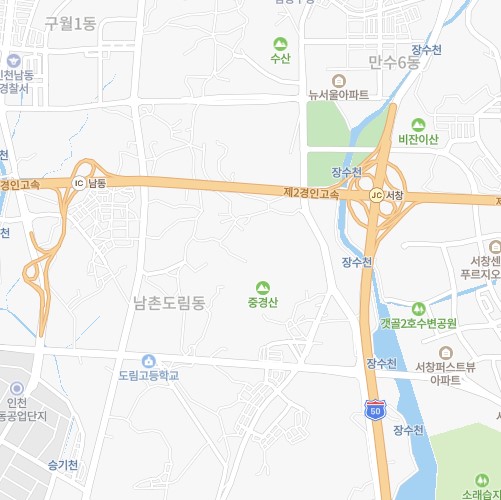 구월1동
장수천
수산
만수6동
인천남동
경찰서
뉴서울아파트
비잔이산
천
장수천
IC
남동
경인고속
제2경인고속
JC
서창
제
천
장수천
서창센
푸르지오
남촌도림동
중경산
갯골2호수변공원
장수천
서창퍼스트뷰
아파트
도림고등학교
인천
동공업단지
50
장수천
승기천
소래습지